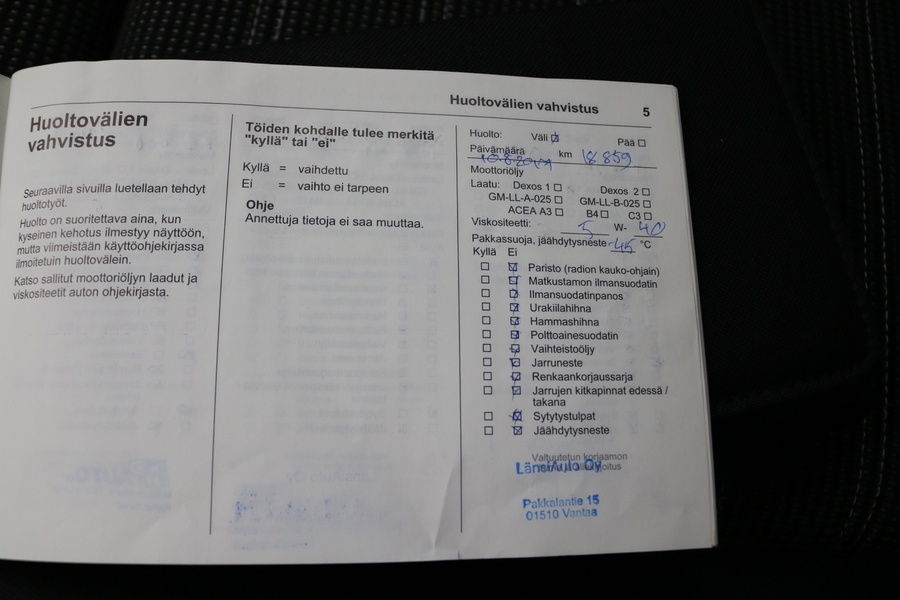 Huoltovälien vahvistus 5
Huoltovälien
vahvistus
Seuraavilla sivuilla luetellaan tehdyt
huoltotyöt.
Huolto on suoritettava aina, kun
kyseinen kehotus ilmestyy näyttöön,
mutta viimeistään käyttöohjekirjassa
ilmoitetuin huoltovälein.
Katso sallitut moottoriöljyn laadut ja
viskositeetit auton ohjekirjasta.
Töiden kohdalle tulee merkitä
"kyllä" tai "ei"
Kyllä = vaihdettu
Ei = vaihto ei tarpeen
Ohje
Annettuja tietoja ei saa muuttaa.
Huolto: Väli Pää
Päivämäärä km 18 859
Moottoriöljy
Laatu: Dexos 1 Dexos 2
GM-LL-A-025 GM-LL-B-025
ACEA A3 B4 C3
Viskositeetti: 5 W- 40
Pakkassuoja, jäähdytysneste -45 °C
Kyllä Ei
Paristo (radion kauko-ohjain)
Matkustamon ilmansuodatin
Ilmansuodatinpanos
Urakiilahihna
Hammashihna
Polttoainesuodatin
Vaihteistoöljy
Jarruneste
Renkaankorjaussarja
Jarrujen kitkapinnat edessä /
takana
Sytytystulpat
Jäähdytysneste
Valtuutetun korjaamon
LänsiAuto Oy
Pakkalantie 15
01510 Vantaa